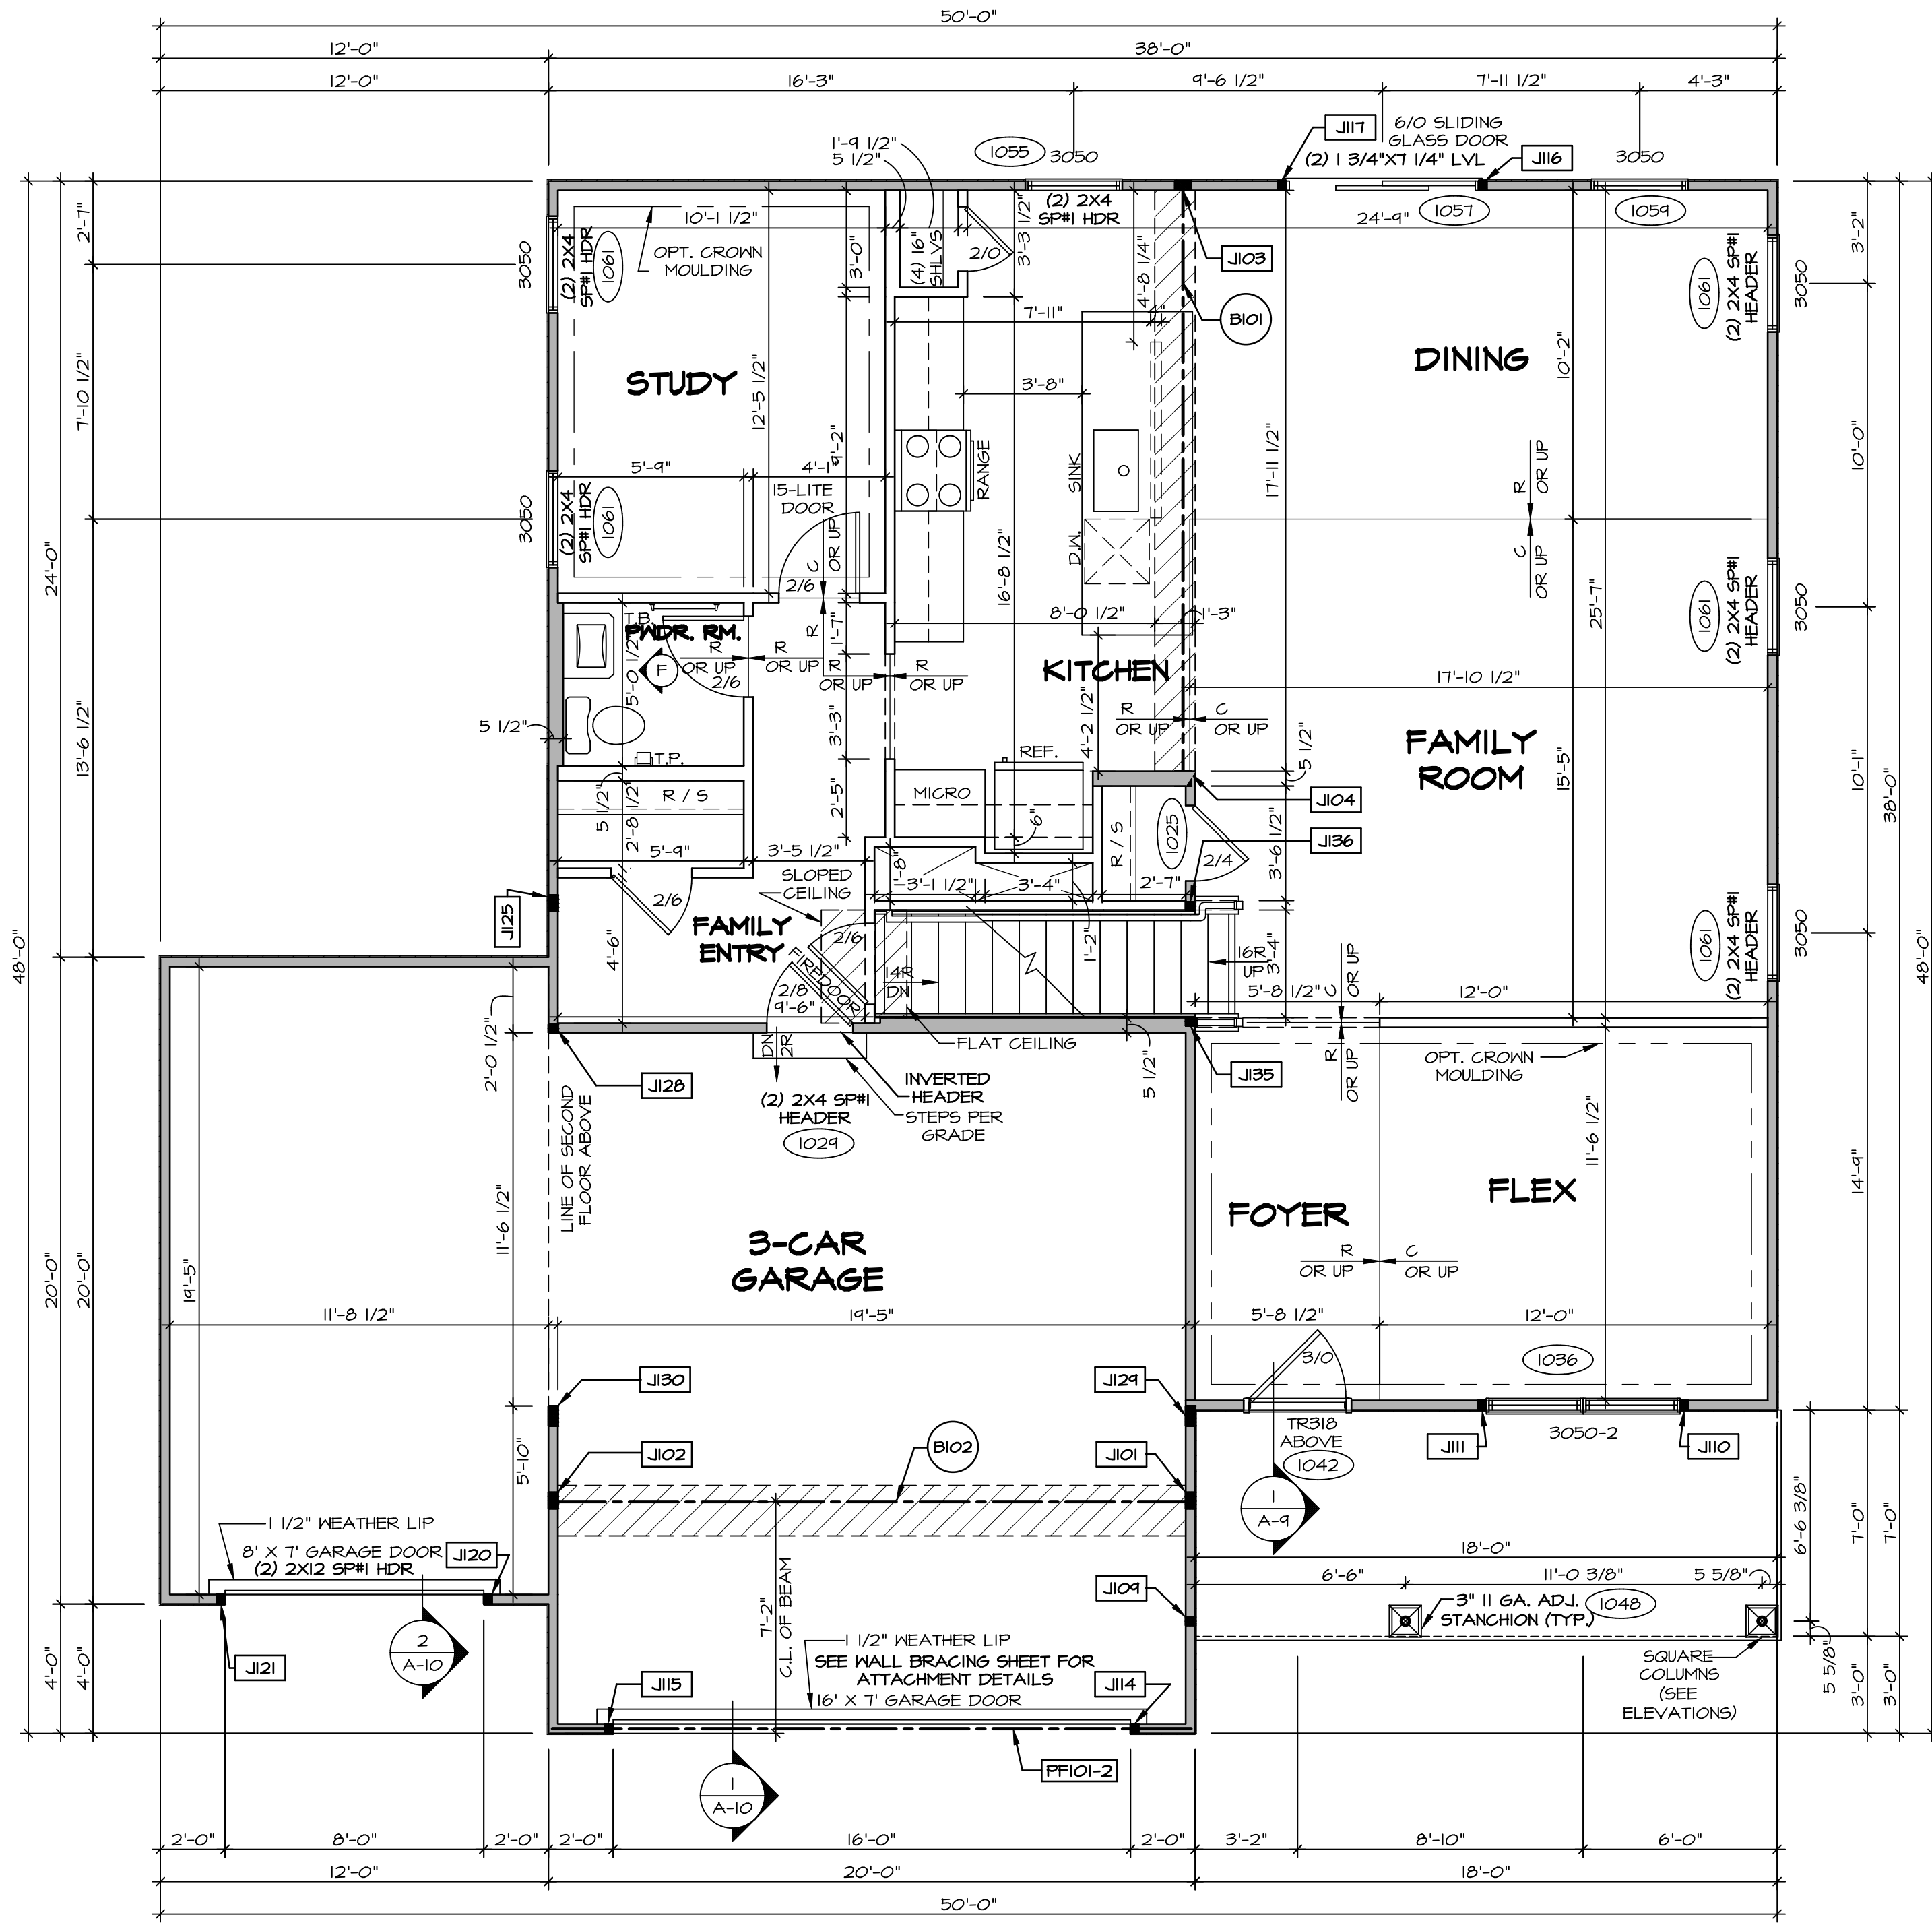 50'-0"
12'-0"
38'-0"
12'-0"
16'-3"
9'-6 1/2"
7'-11 1/2"
4'-3"
1'-9 1/2"
5 1/2"
1055
3050
J117
6/0 SLIDING
GLASS DOOR
(2) 1 3/4"X7 1/4" LVL
J116
3050
(2) 2X4
SP#1 HDR
1057
1059
10'-1 1/2"
24'-9"
OPT. CROWN
MOULDING
3'-0"
(4) 16"
SHLVS
2/0
3'-3 1/2"
4'-8 1/4"
J103
B101
2'-7"
7'-10 1/2"
24'-0"
13'-6 1/2"
48'-0"
3050
(2) 2X4
SP#1 HDR
1061
3050
(2) 2X4
SP#1 HDR
1061
STUDY
12'-5 1/2"
9'-2"
5'-9"
4'-1"
15-LITE
DOOR
2/6
C
OR UP
R
7'-11"
1"
3'-8"
RANGE
SINK
D.W.
16'-8 1/2"
8'-0 1/2"
1'-3"
KITCHEN
17'-11 1/2"
DINING
10'-2"
R
OR UP
C
OR UP
25'-7"
1061
(2) 2X4 SP#1
HEADER
3050
1061
(2) 2X4 SP#1
HEADER
3050
1061
(2) 2X4 SP#1
HEADER
3050
3'-2"
10'-0"
10'-1"
38'-0"
14'-9"
48'-0"
T.B.
PWDR. RM.
F
5'-0 1/2"
R
OR UP
R
OR UP
2/6
1'-7"
R
OR UP
R
OR UP
5 1/2"
T.P.
3'-3"
2'-5"
R / S
5 1/2"
2'-8 1/2"
5'-9"
3'-5 1/2"
2/6
MICRO
REF.
6"
4'-2 1/2"
R
OR UP
C
OR UP
17'-10 1/2"
FAMILY
ROOM
15'-5"
5 1/2"
J104
J136
R / S
1025
2/4
3'-6 1/2"
2'-7"
3'-1 1/2"
3'-4"
1'-2"
SLOPED
CEILING
J125
FAMILY
ENTRY
4'-6"
2/6
FIREDOOR
2/8
9'-6"
14R
DN
16R
UP
3'-4"
C
OR UP
R
OR UP
5'-8 1/2"
12'-0"
DN
2R
FLAT CEILING
5 1/2"
J128
J135
INVERTED
HEADER
(2) 2X4 SP#1
HEADER
STEPS PER
GRADE
1029
2'-0 1/2"
LINE OF SECOND
FLOOR ABOVE
11'-6 1/2"
OPT. CROWN
MOULDING
11'-6 1/2"
FOYER
FLEX
R
OR UP
C
OR UP
3-CAR
GARAGE
20'-0"
20'-0"
19'-5"
11'-8 1/2"
19'-5"
5'-8 1/2"
12'-0"
3/0
1036
J130
J129
J102
B102
J101
5'-10"
TR318
ABOVE
1042
J111
3050-2
J110
1
A-9
6'-6 3/8"
7'-0"
7'-0"
1 1/2" WEATHER LIP
8' X 7' GARAGE DOOR
(2) 2X12 SP#1 HDR
J120
C.L. OF BEAM
7'-2"
J109
18'-0"
6'-6"
11'-0 3/8"
5 5/8"
3" 11 GA. ADJ.
STANCHION (TYP.)
1048
4'-0"
4'-0"
J121
2
A-10
1 1/2" WEATHER LIP
SEE WALL BRACING SHEET FOR
ATTACHMENT DETAILS
16' X 7' GARAGE DOOR
J115
J114
SQUARE
COLUMNS
(SEE
ELEVATIONS)
5 5/8"
3'-0"
3'-0"
1
A-10
PF101-2
2'-0"
8'-0"
2'-0"
2'-0"
16'-0"
2'-0"
3'-2"
8'-10"
6'-0"
12'-0"
20'-0"
18'-0"
50'-0"